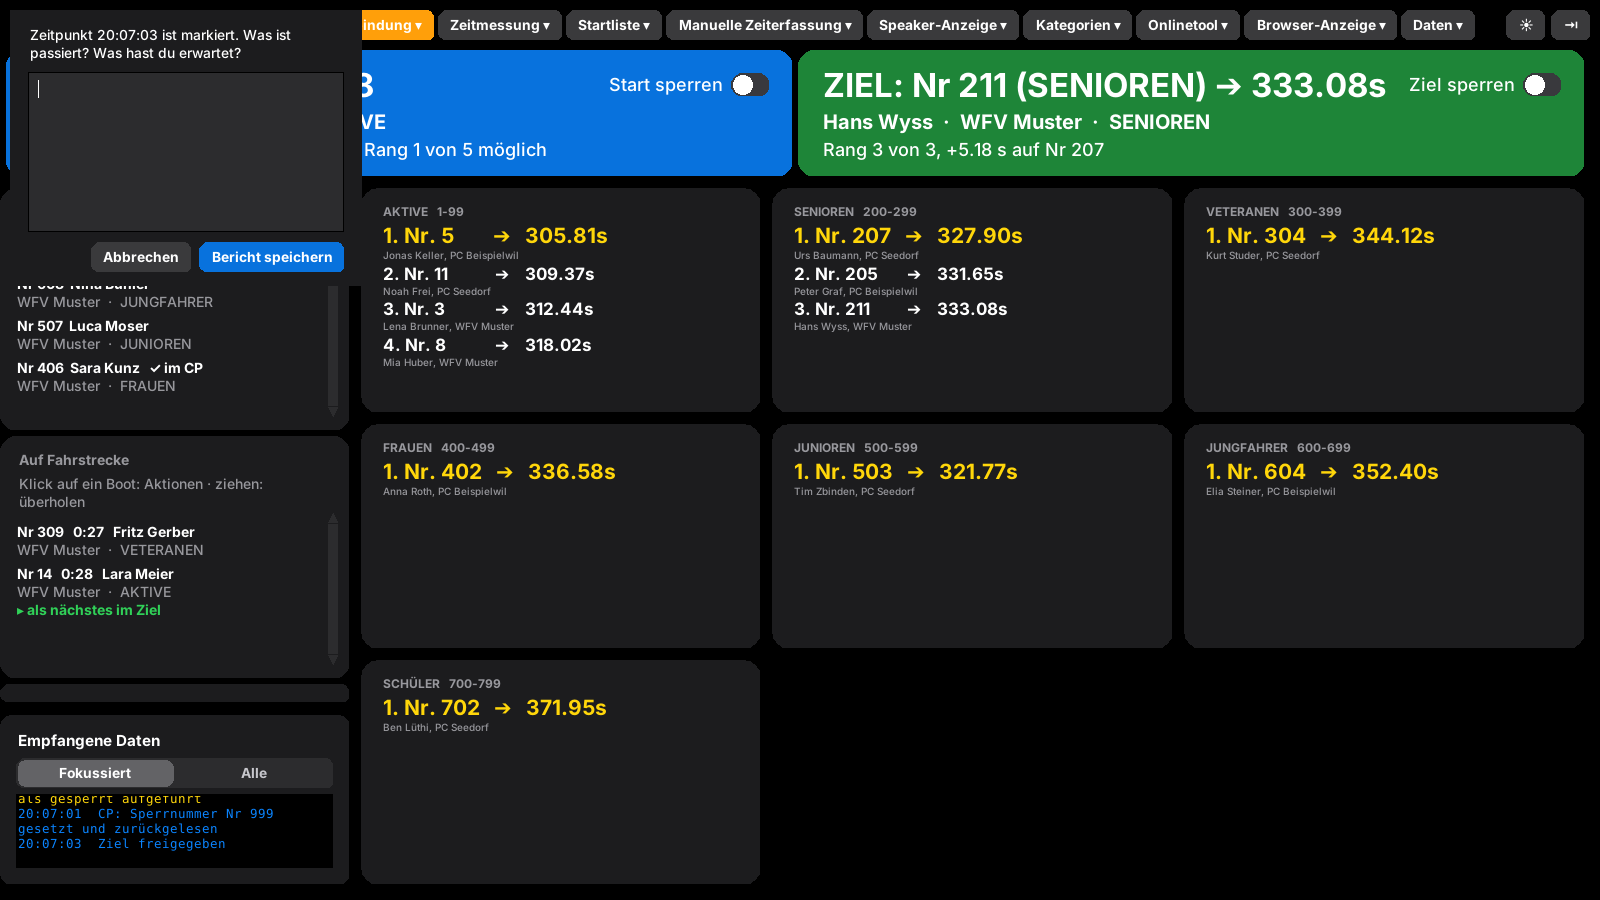 Zeitpunkt 20:07:03 ist markiert. Was ist
passiert? Was hast du erwartet?
Abbrechen
Bericht speichern
indung ▾
Zeitmessung ▾
Startliste ▾
Manuelle Zeiterfassung ▾
Speaker-Anzeige ▾
Kategorien ▾
Onlinetool ▾
Browser-Anzeige ▾
Daten ▾
3
Start sperren
VE
Rang 1 von 5 möglich
ZIEL: Nr 211 (SENIOREN) ➔ 333.08s
Ziel sperren
Hans Wyss · WFV Muster · SENIOREN
Rang 3 von 3, +5.18 s auf Nr 207
WFV Muster · JUNGFAHRER
Nr 507 Luca Moser
WFV Muster · JUNIOREN
Nr 406 Sara Kunz ✓ im CP
WFV Muster · FRAUEN
Auf Fahrstrecke
Klick auf ein Boot: Aktionen · ziehen:
überholen
Nr 309 0:27 Fritz Gerber
WFV Muster · VETERANEN
Nr 14 0:28 Lara Meier
WFV Muster · AKTIVE
▸ als nächstes im Ziel
Empfangene Daten
Fokussiert
Alle
als gesperrt aufgeführt
20:07:01 CP: Sperrnummer Nr 999
gesetzt und zurückgelesen
20:07:03 Ziel freigegeben
AKTIVE 1-99
1. Nr. 5 ➔ 305.81s
Jonas Keller, PC Beispielwil
2. Nr. 11 ➔ 309.37s
Noah Frei, PC Seedorf
3. Nr. 3 ➔ 312.44s
Lena Brunner, WFV Muster
4. Nr. 8 ➔ 318.02s
Mia Huber, WFV Muster
SENIOREN 200-299
1. Nr. 207 ➔ 327.90s
Urs Baumann, PC Seedorf
2. Nr. 205 ➔ 331.65s
Peter Graf, PC Beispielwil
3. Nr. 211 ➔ 333.08s
Hans Wyss, WFV Muster
VETERANEN 300-399
1. Nr. 304 ➔ 344.12s
Kurt Studer, PC Seedorf
FRAUEN 400-499
1. Nr. 402 ➔ 336.58s
Anna Roth, PC Beispielwil
JUNIOREN 500-599
1. Nr. 503 ➔ 321.77s
Tim Zbinden, PC Seedorf
JUNGFAHRER 600-699
1. Nr. 604 ➔ 352.40s
Elia Steiner, PC Beispielwil
SCHÜLER 700-799
1. Nr. 702 ➔ 371.95s
Ben Lüthi, PC Seedorf